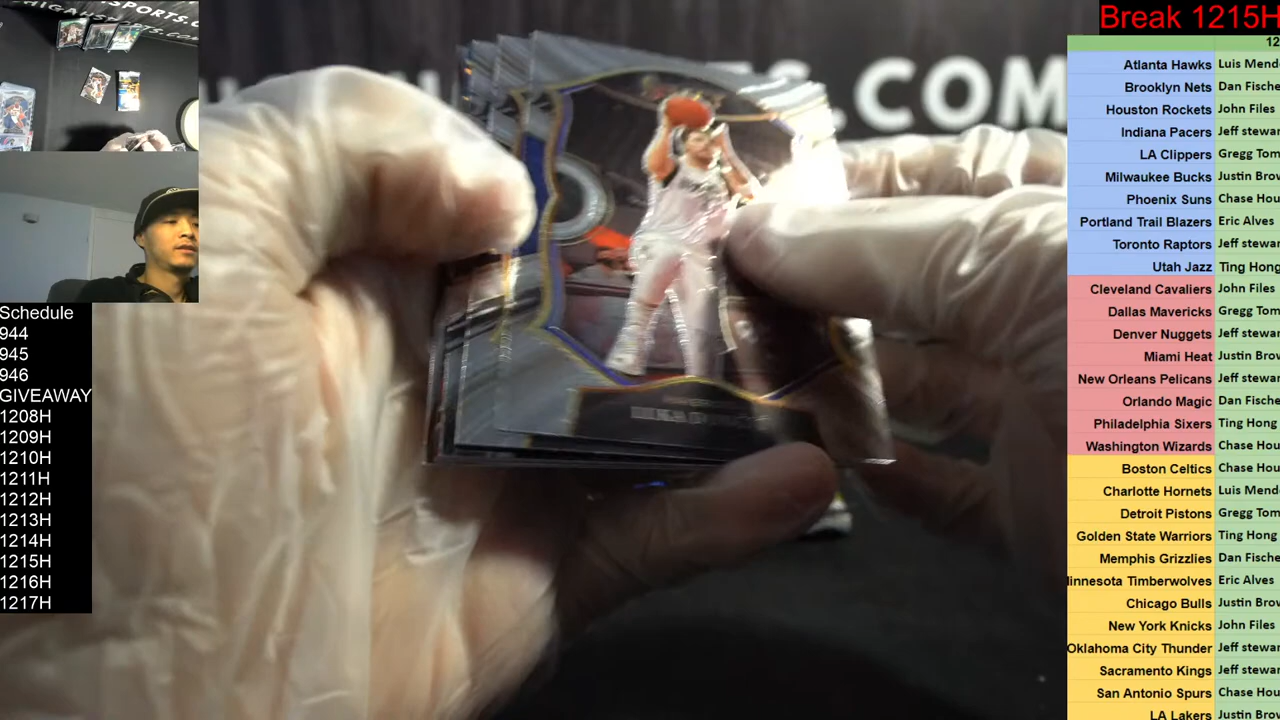 Break 1215H
SPORTS.COM
.COM
12
Atlanta Hawks Luis Mend
Brooklyn Nets Dan Fische
Houston Rockets John Files
Indiana Pacers Jeff stewar
LA Clippers Gregg Tom
Milwaukee Bucks Justin Brov
Phoenix Suns Chase Hou
Portland Trail Blazers Eric Alves
Toronto Raptors Jeff stewar
Utah Jazz Ting Hong
Cleveland Cavaliers John Files
Dallas Mavericks Gregg Tom
Denver Nuggets Jeff stewar
Miami Heat Justin Brov
New Orleans Pelicans Jeff stewar
Orlando Magic Dan Fische
Philadelphia Sixers Ting Hong
Washington Wizards Chase Hou
Boston Celtics Chase Hou
Charlotte Hornets Luis Mend
Detroit Pistons Gregg Tom
Golden State Warriors Ting Hong
Memphis Grizzlies Dan Fische
innesota Timberwolves Eric Alves
Chicago Bulls Justin Brov
New York Knicks John Files
Oklahoma City Thunder Jeff stewar
Sacramento Kings Jeff stewar
San Antonio Spurs Chase Hou
LA Lakers Justin Brov
Schedule
944
945
946
GIVEAWAY
1208H
1209H
1210H
1211H
1212H
1213H
1214H
1215H
1216H
1217H